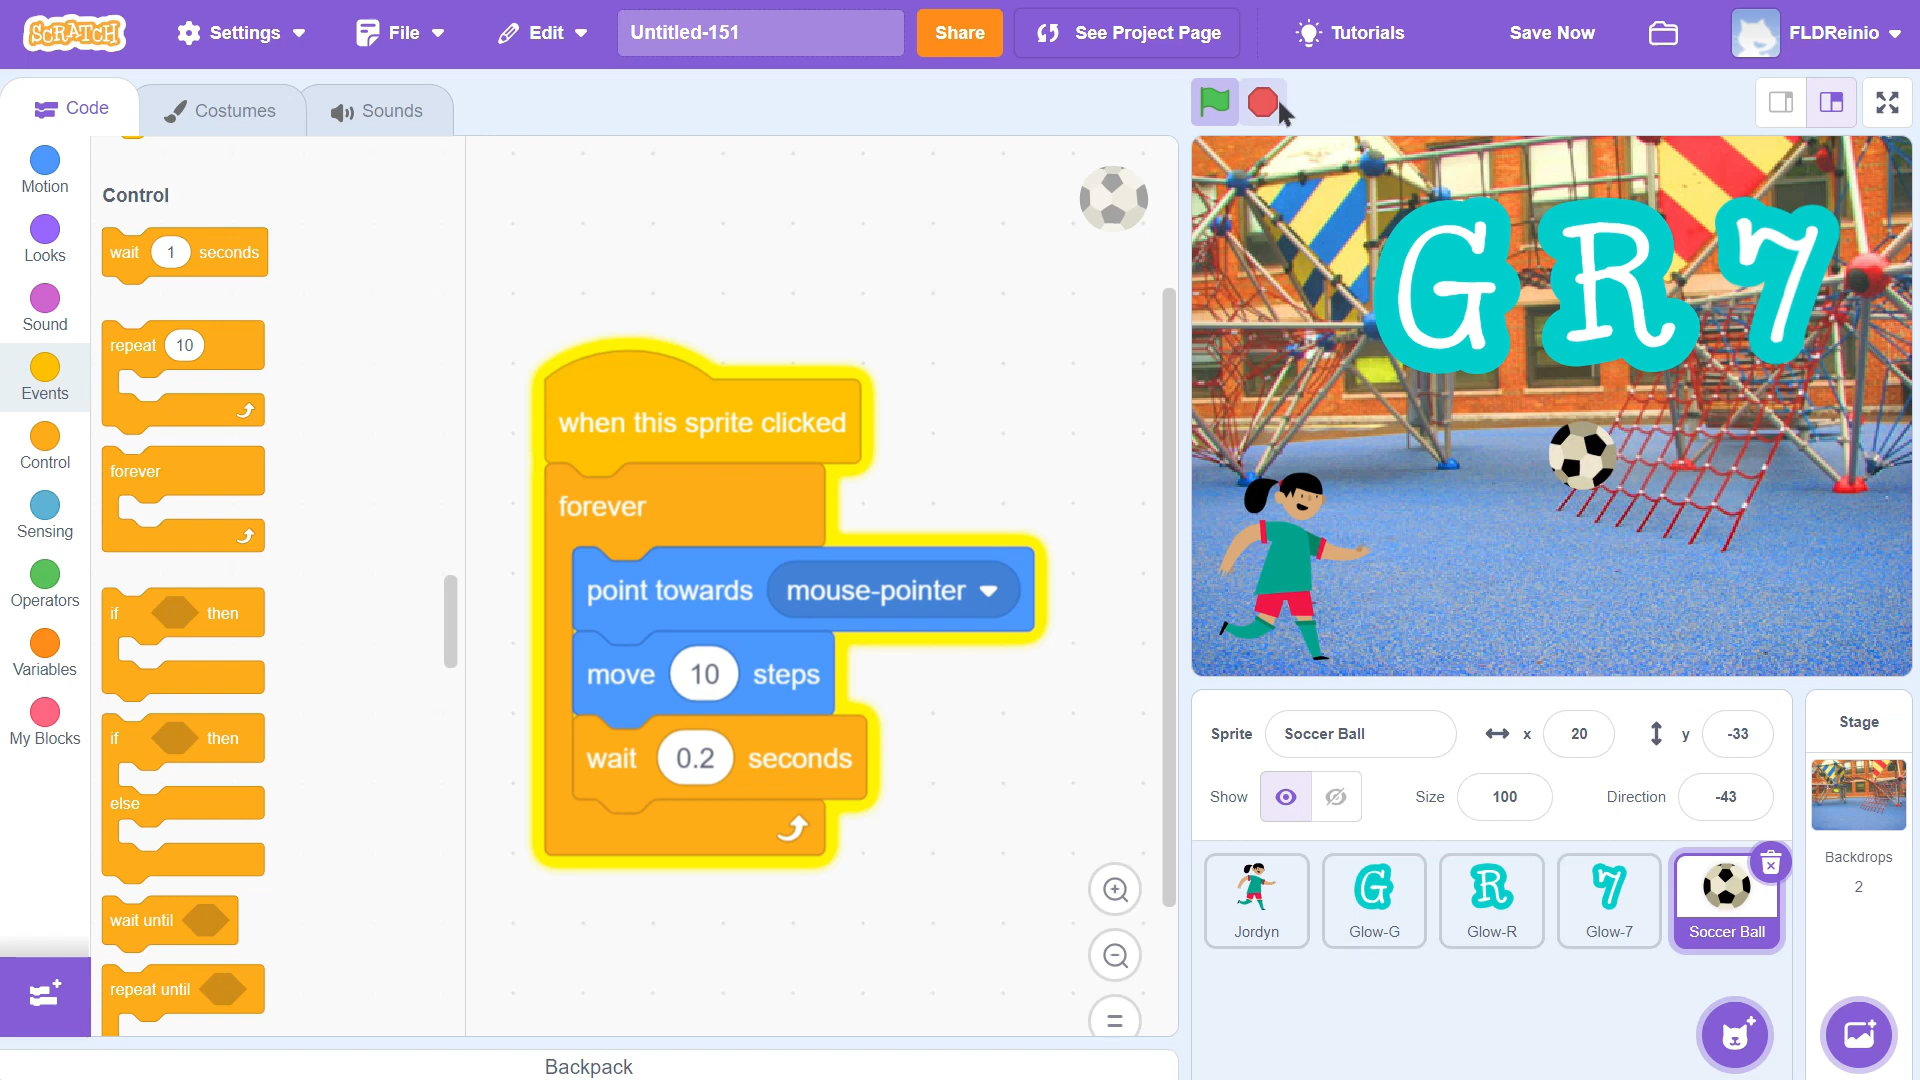 SCRATCH
Settings
File
Edit
Untitled-151
Share
See Project Page
Tutorials
Save Now
FLDReinio
Code
Costumes
Sounds
Motion
Looks
Sound
Events
Control
Sensing
Operators
Variables
My Blocks
Control
wait 1 seconds
repeat 10
forever
if then
if then
else
wait until
repeat until
when this sprite clicked
forever
point towards mouse-pointer
move 10 steps
wait 0.2 seconds
Backpack
G R 7
Sprite Soccer Ball x 20 y -33
Show Size 100 Direction -43
Jordyn
G
Glow-G
R
Glow-R
7
Glow-7
Soccer Ball
Stage
Backdrops
2